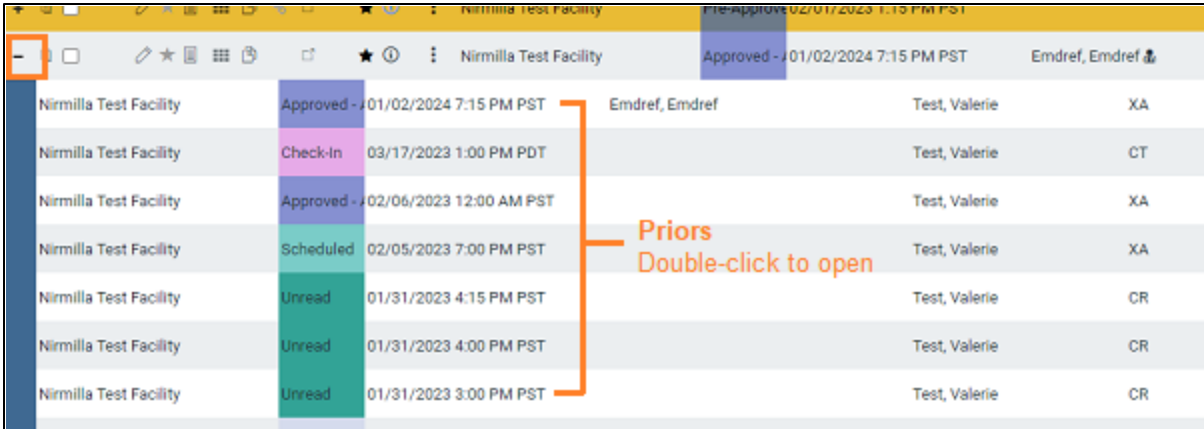 Nirmilla Test Facility Pre-Approve 02/01/2023 1:15 PM PST
Nirmilla Test Facility Approved - 01/02/2024 7:15 PM PST Emdref, Emdref
Nirmilla Test Facility Approved - 01/02/2024 7:15 PM PST Emdref, Emdref Test, Valerie XA
Nirmilla Test Facility Check-In 03/17/2023 1:00 PM PDT Test, Valerie CT
Nirmilla Test Facility Approved - 02/06/2023 12:00 AM PST Test, Valerie XA
Nirmilla Test Facility Scheduled 02/05/2023 7:00 PM PST Test, Valerie XA
Priors
Double-click to open
Nirmilla Test Facility Unread 01/31/2023 4:15 PM PST Test, Valerie CR
Nirmilla Test Facility Unread 01/31/2023 4:00 PM PST Test, Valerie CR
Nirmilla Test Facility Unread 01/31/2023 3:00 PM PST Test, Valerie CR